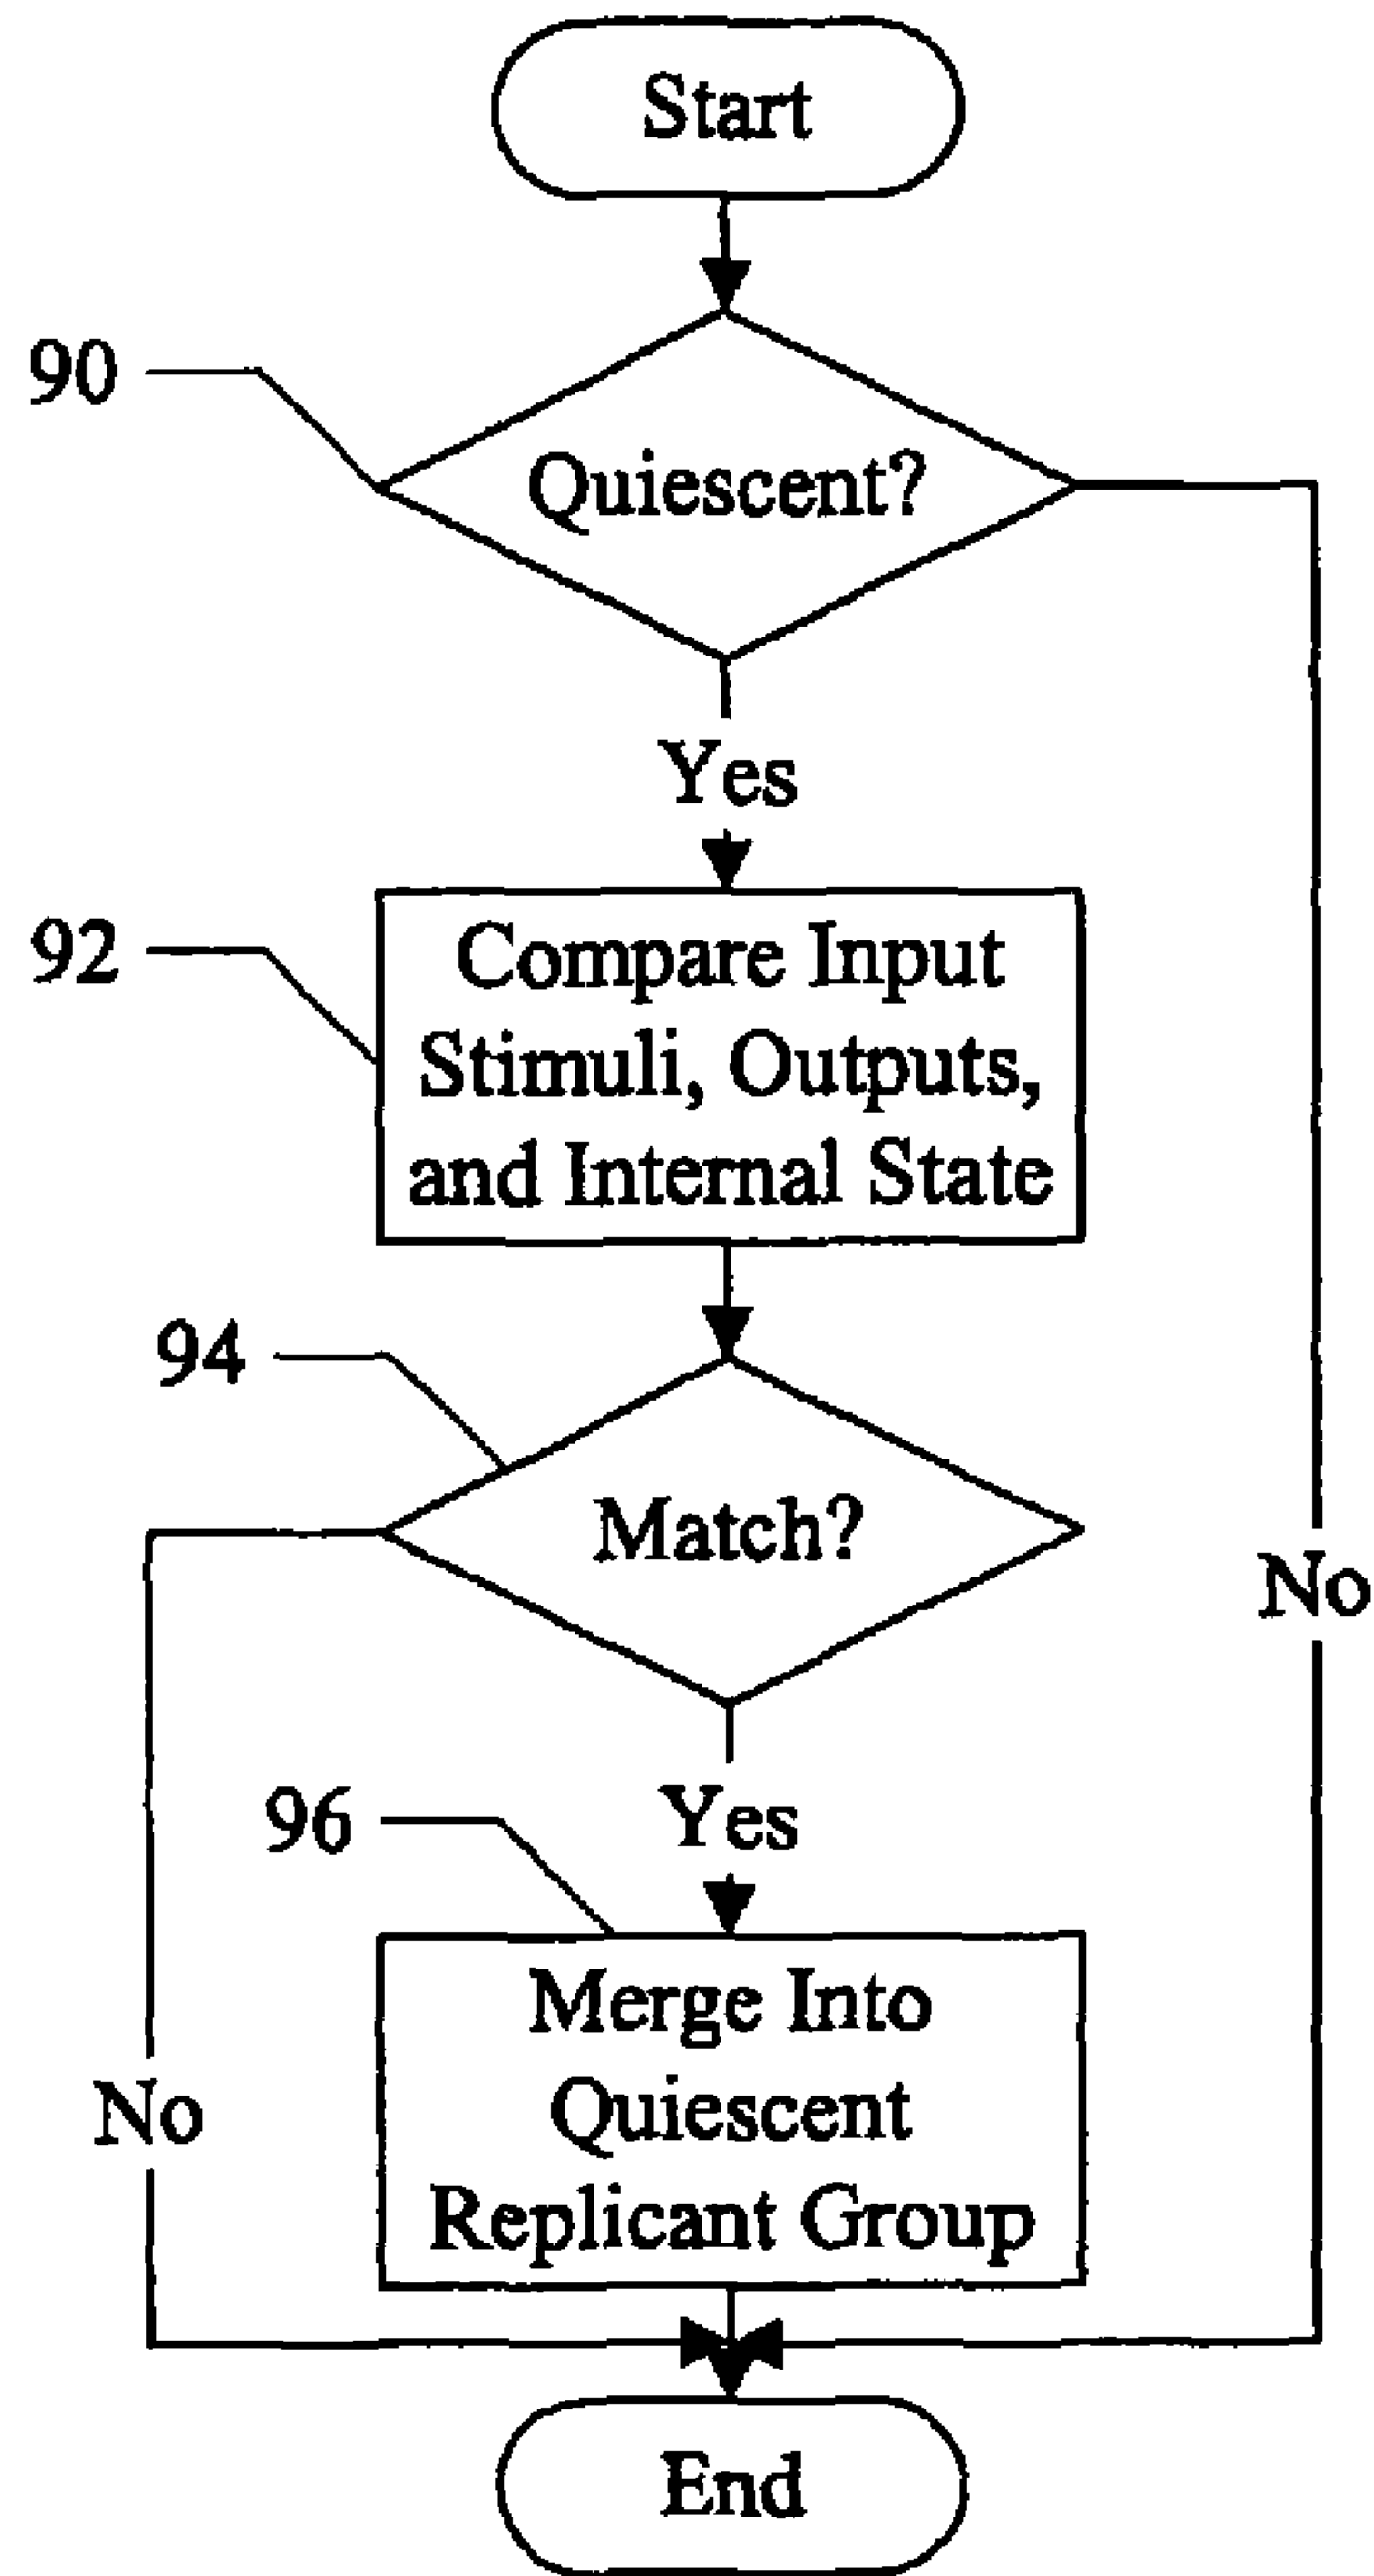 Start
90
Quiescent?
Yes
92
Compare Input
Stimuli, Outputs,
and Internal State
94
Match?
No
96
Yes
Merge Into
Quiescent
Replicant Group
No
End